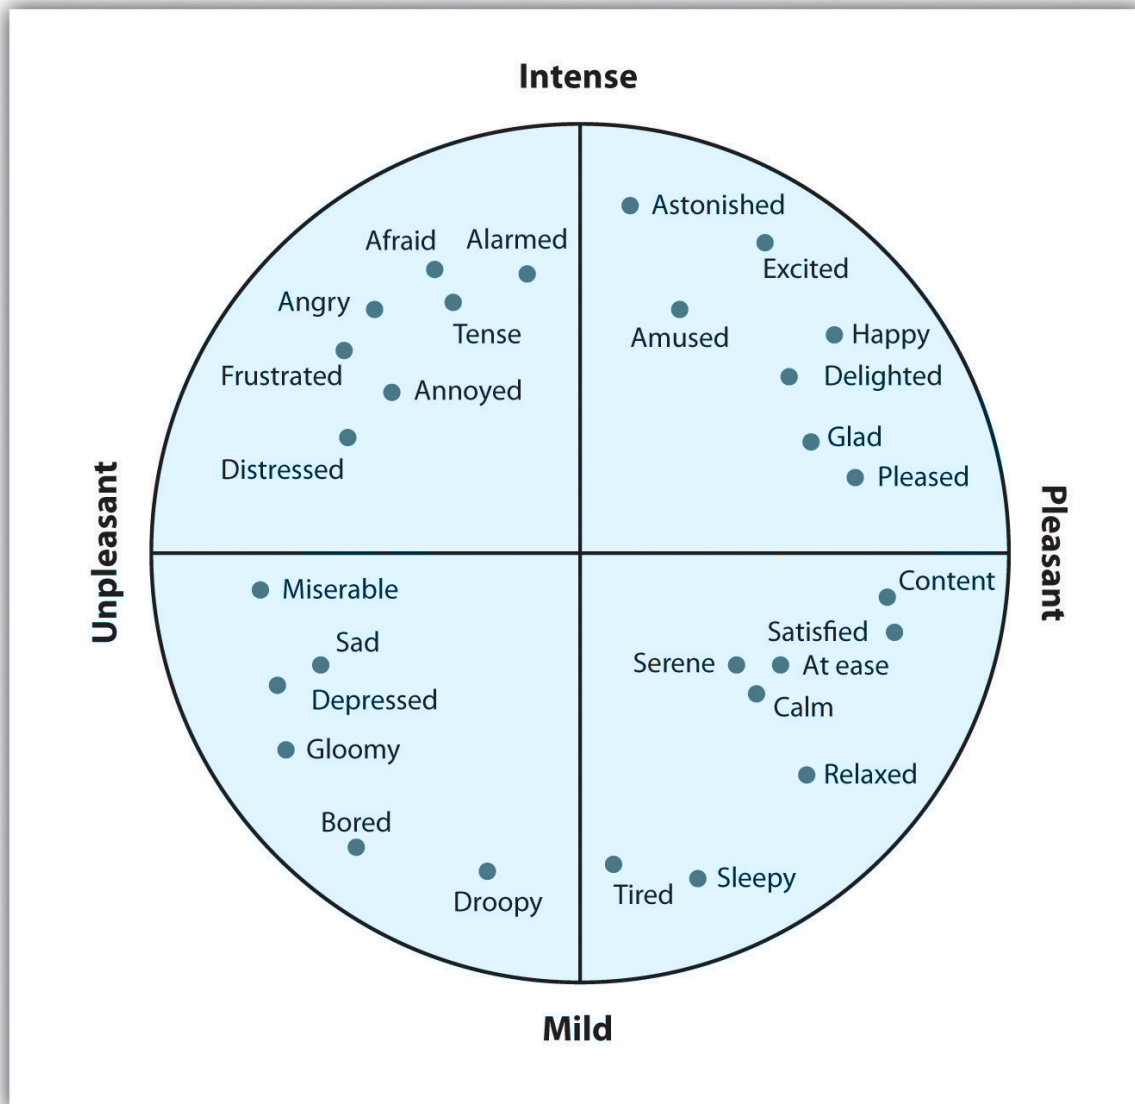 Intense
Astonished
Afraid
Alarmed
Excited
Angry
Tense
Amused
Happy
Frustrated
Delighted
Annoyed
Glad
Distressed
Pleased
Unpleasant
Pleasant
Content
Miserable
Satisfied
Sad
Serene
At ease
Depressed
Calm
Gloomy
Relaxed
Bored
Sleepy
Tired
Droopy
Mild